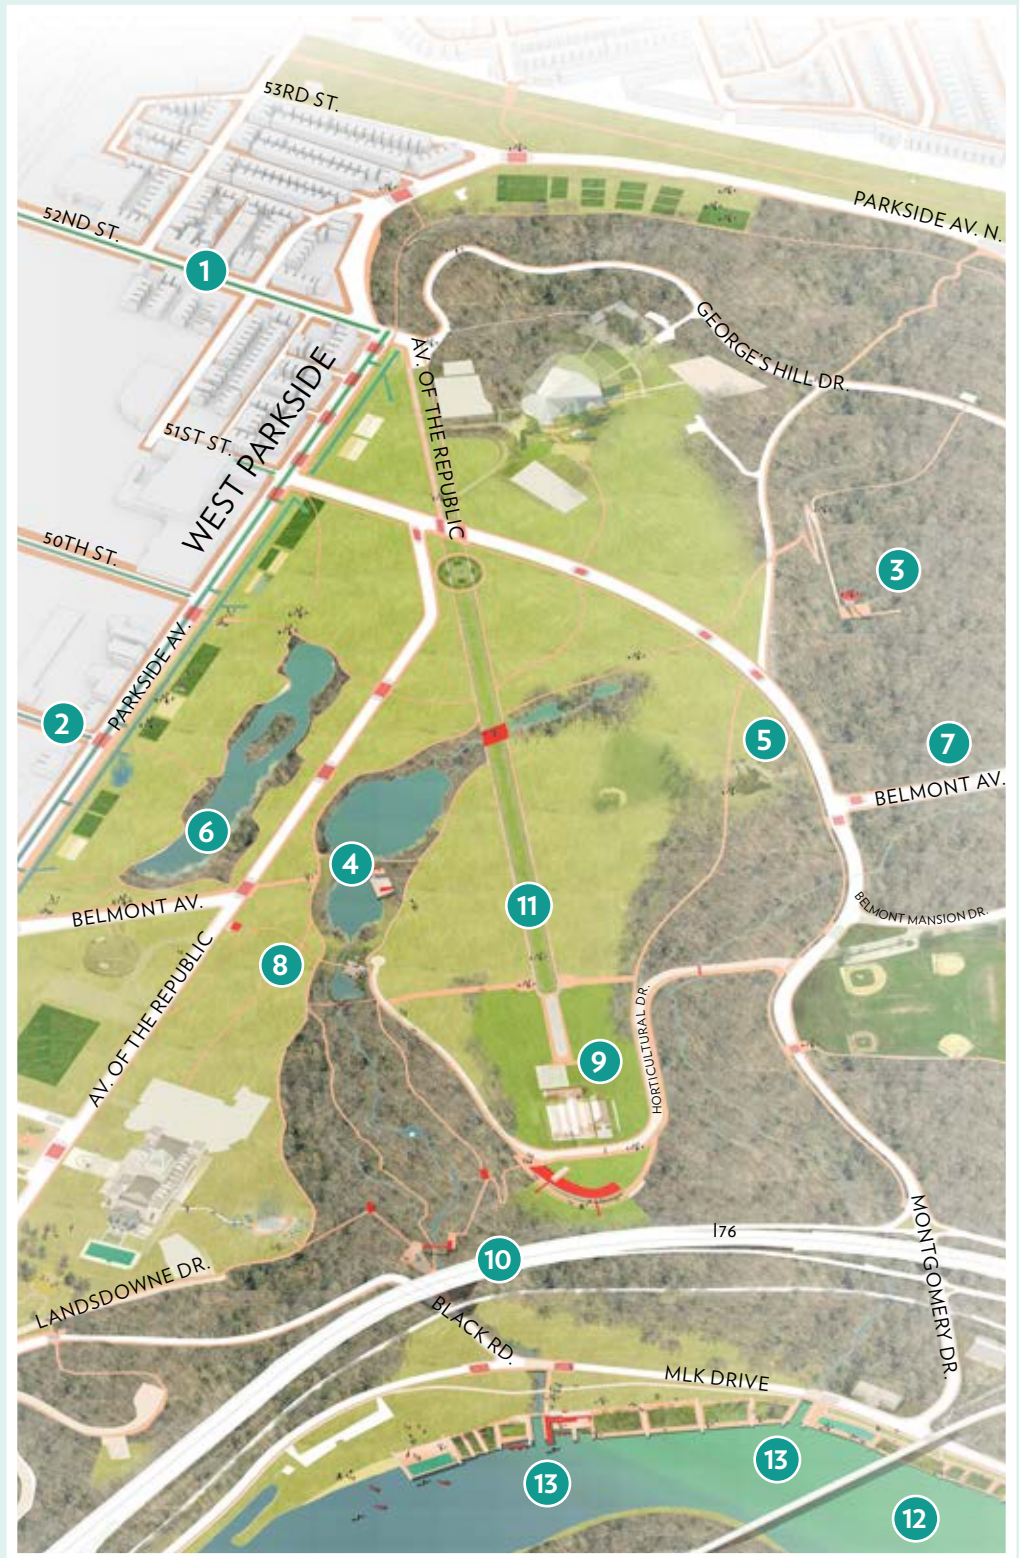 53RD ST.
PARKSIDE AV. N.
52ND ST.
1
GEORGE'S HILL DR.
AV. OF THE REPUBLIC
WEST PARKSIDE
51ST ST.
50TH ST.
3
PARKSIDE AV.
2
5
7
BELMONT AV.
6
4
11
BELMONT AV.
BELMONT MANSION DR.
8
AV. OF THE REPUBLIC
HORTICULTURAL DR.
9
MONTGOMERY DR.
I76
10
LANDSDOWNE DR.
BLACK RD.
MLK DRIVE
13
13
12